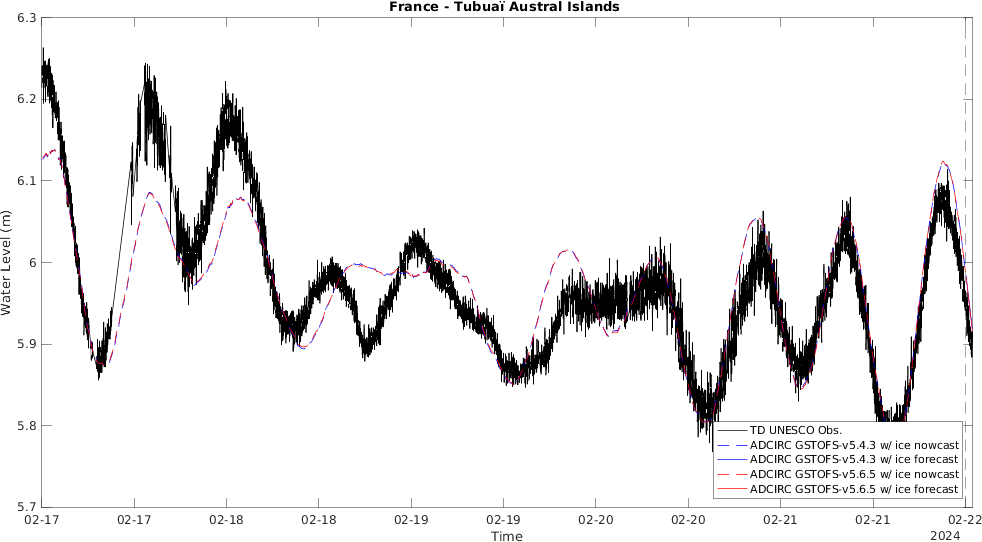 France - Tubuaï Austral Islands
6.3
6.2
6.1
6
5.9
5.8
5.7
Water Level (m)
TD UNESCO Obs.
ADCIRC GSTOFS-v5.4.3 w/ ice nowcast
ADCIRC GSTOFS-v5.4.3 w/ ice forecast
ADCIRC GSTOFS-v5.6.5 w/ ice nowcast
ADCIRC GSTOFS-v5.6.5 w/ ice forecast
02-17 02-17 02-18 02-18 02-19 02-19 02-20 02-20 02-21 02-21 02-22
Time
2024